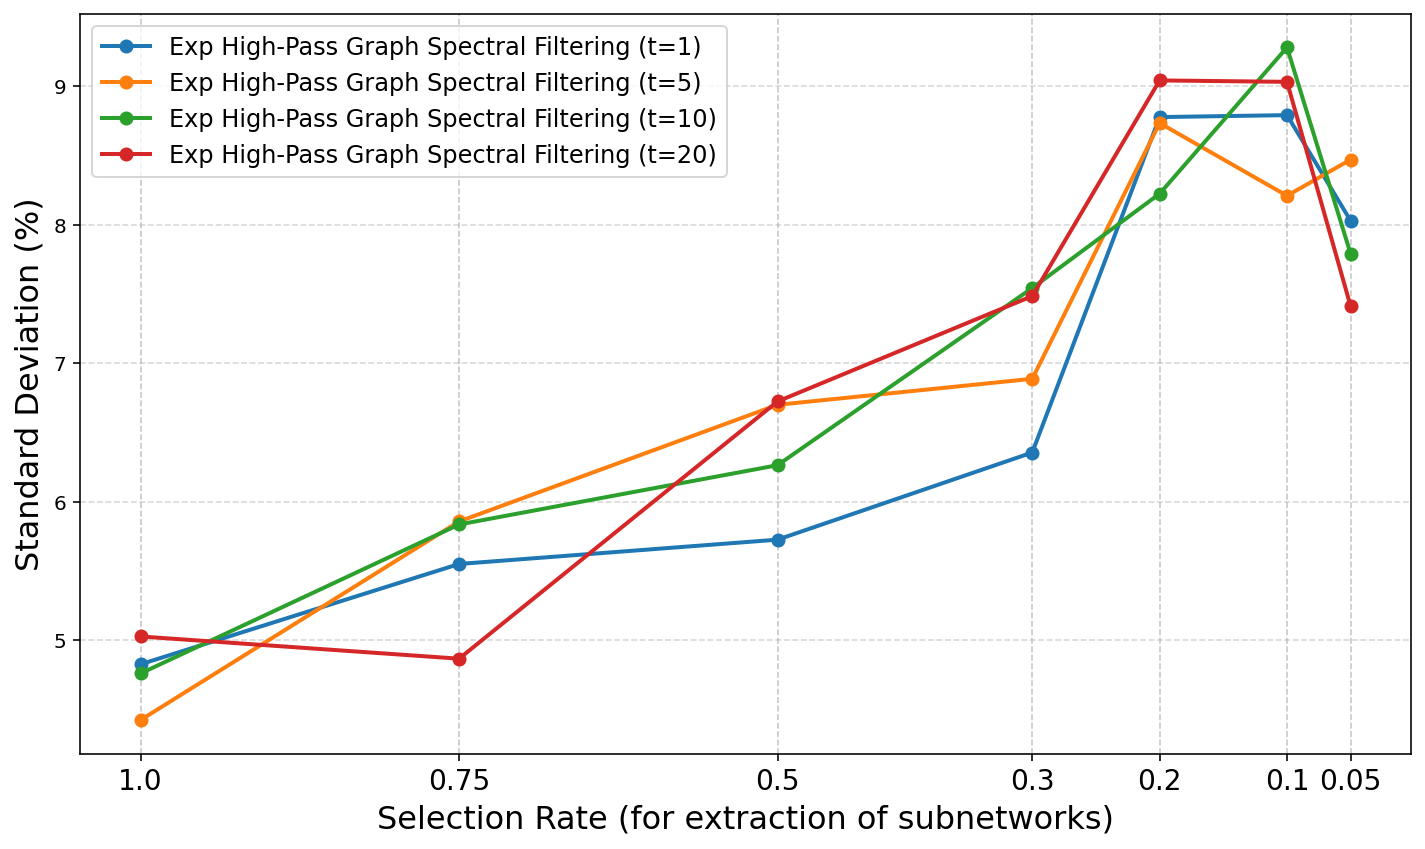 Exp High-Pass Graph Spectral Filtering (t=1)
Exp High-Pass Graph Spectral Filtering (t=5)
Exp High-Pass Graph Spectral Filtering (t=10)
Exp High-Pass Graph Spectral Filtering (t=20)
Standard Deviation (%)
9
8
7
6
5
1.0 0.75 0.5 0.3 0.2 0.1 0.05
Selection Rate (for extraction of subnetworks)